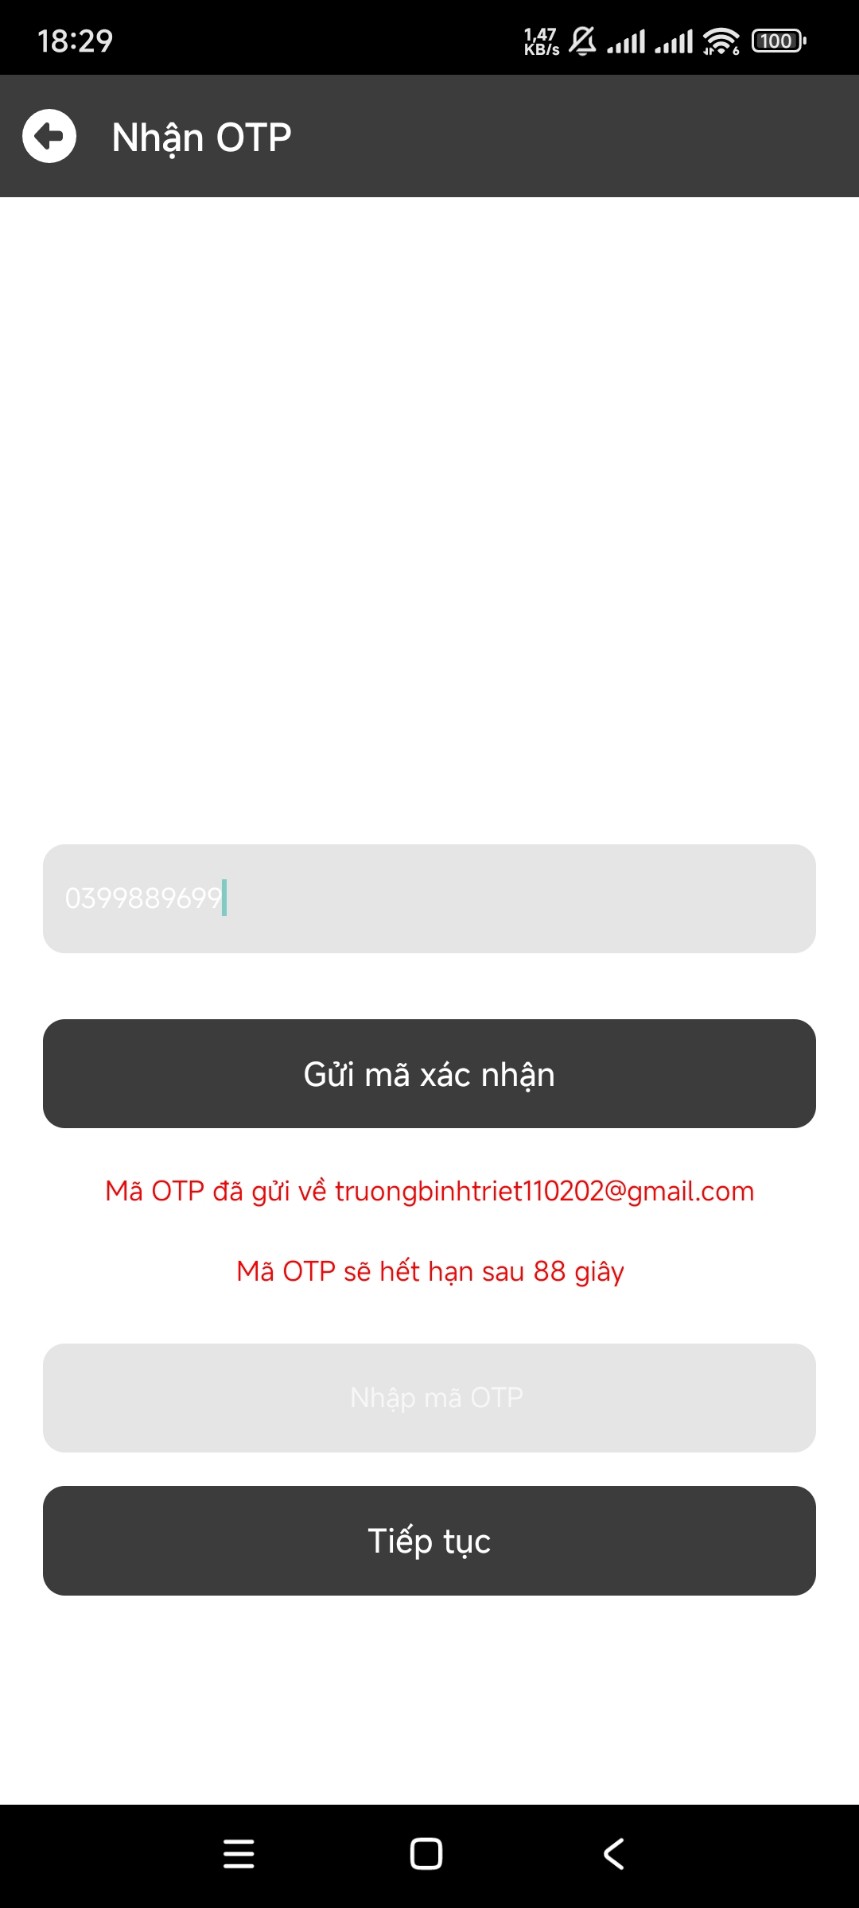 18:29
1,47
KB/s
6
100
Nhận OTP
0399889699
Gửi mã xác nhận
Mã OTP đã gửi về truongbinhtriet110202@gmail.com
Mã OTP sẽ hết hạn sau 88 giây
Nhập mã OTP
Tiếp tục